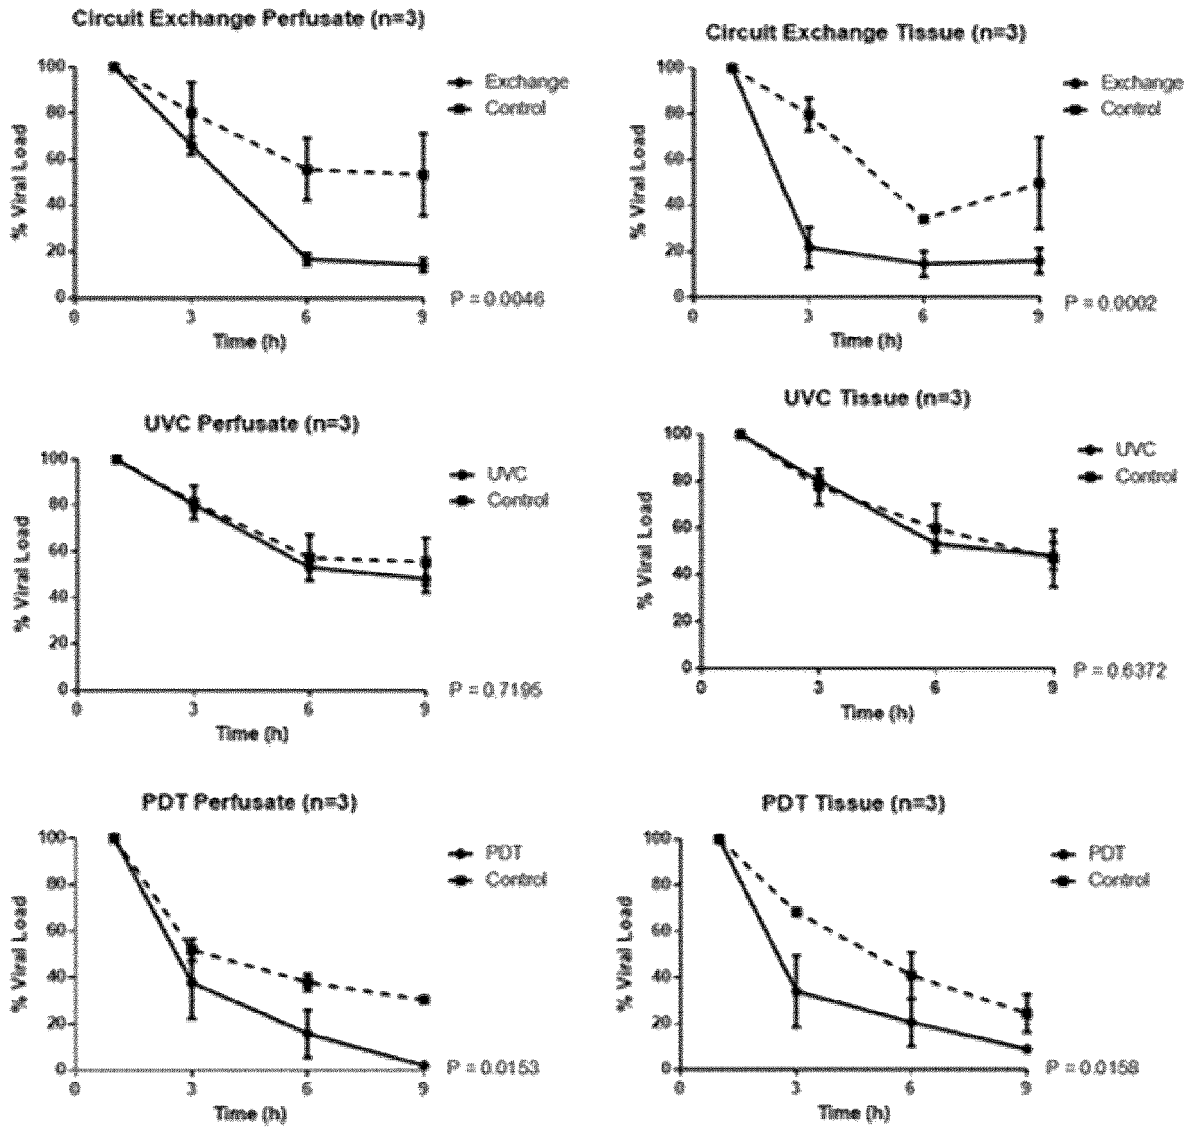 Circuit Exchange Perfusate (n=3)
% Viral Load
100
80
60
40
20
0
0
3
6
9
Time (h)
Exchange
Control
P = 0.0046
Circuit Exchange Tissue (n=3)
% Viral Load
100
80
60
40
20
0
0
3
6
9
Time (h)
Exchange
Control
P = 0.0002
UVC Perfusate (n=3)
% Viral Load
100
80
60
40
20
0
0
3
6
9
Time (h)
UVC
Control
P = 0.7195
UVC Tissue (n=3)
% Viral Load
100
80
60
40
20
0
0
3
6
9
Time (h)
UVC
Control
P = 0.6372
PDT Perfusate (n=3)
% Viral Load
100
80
60
40
20
0
0
3
6
9
Time (h)
PDT
Control
P = 0.0153
PDT Tissue (n=3)
% Viral Load
100
80
60
40
20
0
0
3
6
9
Time (h)
PDT
Control
P = 0.0158